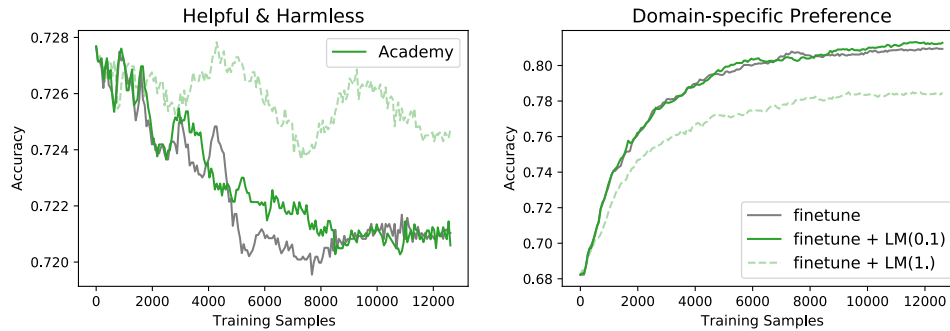 Helpful & Harmless
Academy
0.728
0.726
0.724
0.722
0.720
Accuracy
0 2000 4000 6000 8000 10000 12000
Training Samples
Domain-specific Preference
0.80
0.78
0.76
0.74
0.72
0.70
0.68
Accuracy
finetune
finetune + LM(0.1)
finetune + LM(1.)
0 2000 4000 6000 8000 10000 12000
Training Samples